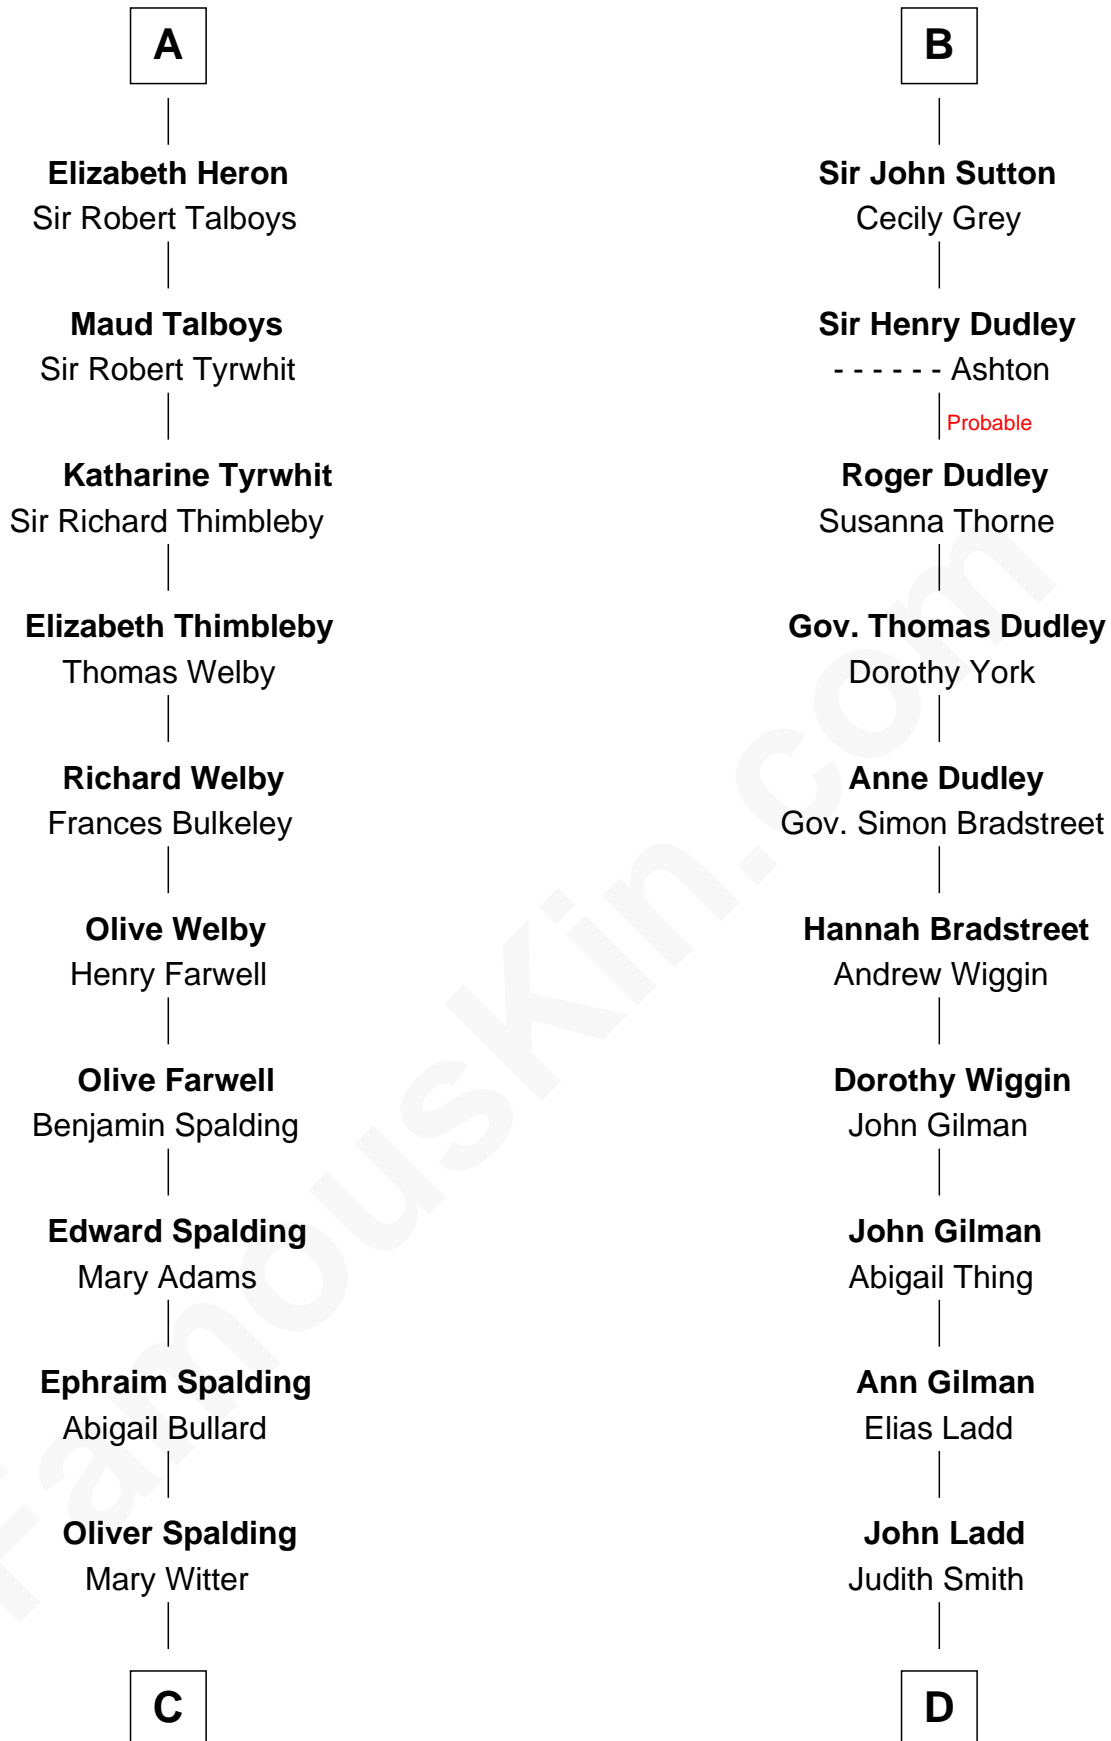 A
Elizabeth Heron
Sir Robert Talboys
Maud Talboys
Sir Robert Tyrwhit
Katharine Tyrwhit
Sir Richard Thimbleby
Elizabeth Thimbleby
Thomas Welby
Richard Welby
Frances Bulkeley
Olive Welby
Henry Farwell
Olive Farwell
Benjamin Spalding
Edward Spalding
Mary Adams
Ephraim Spalding
Abigail Bullard
Oliver Spalding
Mary Witter
C
B
Sir John Sutton
Cecily Grey
Sir Henry Dudley
- - - - - - Ashton
Probable
Roger Dudley
Susanna Thorne
Gov. Thomas Dudley
Dorothy York
Anne Dudley
Gov. Simon Bradstreet
Hannah Bradstreet
Andrew Wiggin
Dorothy Wiggin
John Gilman
John Gilman
Abigail Thing
Ann Gilman
Elias Ladd
John Ladd
Judith Smith
D
FamousKin.com